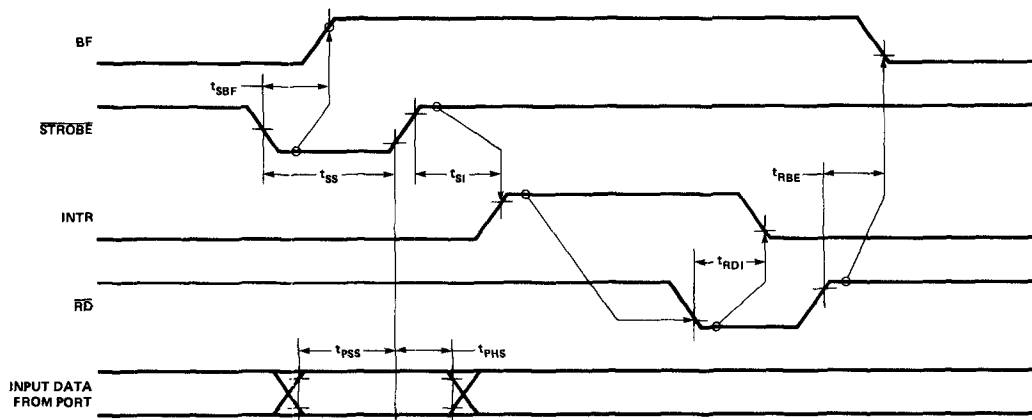 BF
tSBF
STROBE
tSS
tSI
tRBE
INTR
tRDI
RD
tPSS
tPHS
INPUT DATA
FROM PORT